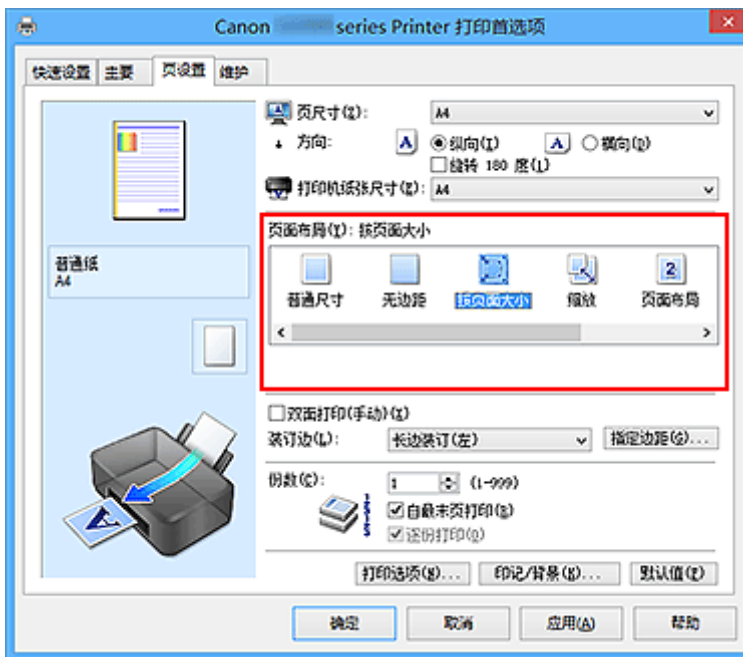 Canon series Printer 打印首选项
快速设置 主要 页设置 维护
页尺寸(Z): A4
方向: A 纵向(T) A 横向(D)
旋转 180 度(L)
打印机纸张尺寸(E): A4
页面布局(Y): 按页面大小
普通尺寸 无边距 按页面大小 缩放 2 页面布局
普通纸
A4
双面打印(手动)(X)
装订边(L): 长边装订(左) 指定边距(G)...
份数(C): 1 (1-999)
自最末页打印(S)
逐份打印(O)
打印选项(N)... 印记/背景(K)... 默认值(F)
确定 取消 应用(A) 帮助